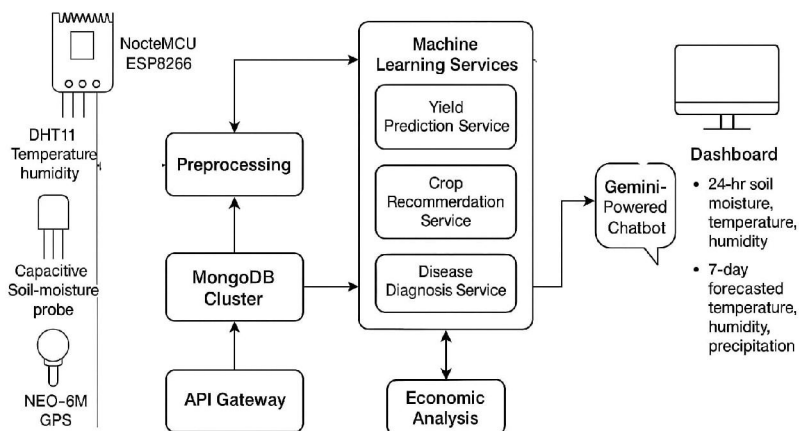 NocteMCU
ESP8266
DHT11
Temperature
humidity
Capacitive
Soil-moisture
probe
NEO-6M
GPS
Preprocessing
MongoDB
Cluster
API Gateway
Machine
Learning Services
Yield
Prediction Service
Crop
Recommerdation
Service
Disease
Diagnosis Service
Economic
Analysis
Gemini-
Powered
Chatbot
Dashboard
• 24-hr soil
moisture,
temperature,
humidity
• 7-day
forecasted
temperature,
humidity,
precipitation